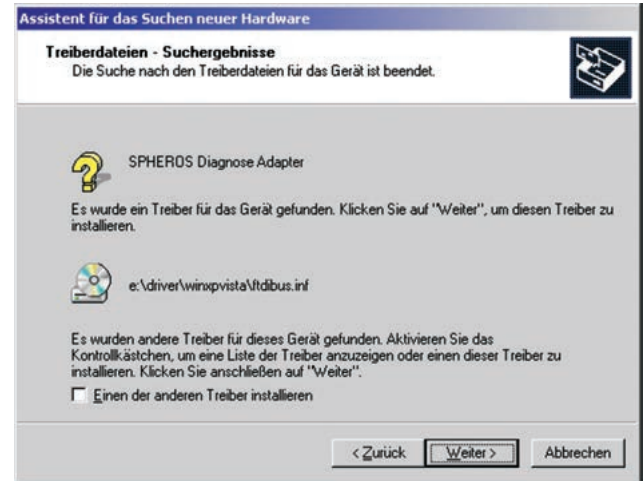 Assistent für das Suchen neuer Hardware
Treiberdateien - Suchergebnisse
Die Suche nach den Treiberdateien für das Gerät ist beendet.
SPHEROS Diagnose Adapter
Es wurde ein Treiber für das Gerät gefunden. Klicken Sie auf "Weiter", um diesen Treiber zu
installieren.
e:\driver\winxpvista\ftdibus.inf
Es wurden andere Treiber für dieses Gerät gefunden. Aktivieren Sie das
Kontrollkästchen, um eine Liste der Treiber anzuzeigen oder einen dieser Treiber zu
installieren. Klicken Sie anschließen auf "Weiter".
Einen der anderen Treiber installieren
< Zurück Weiter > Abbrechen